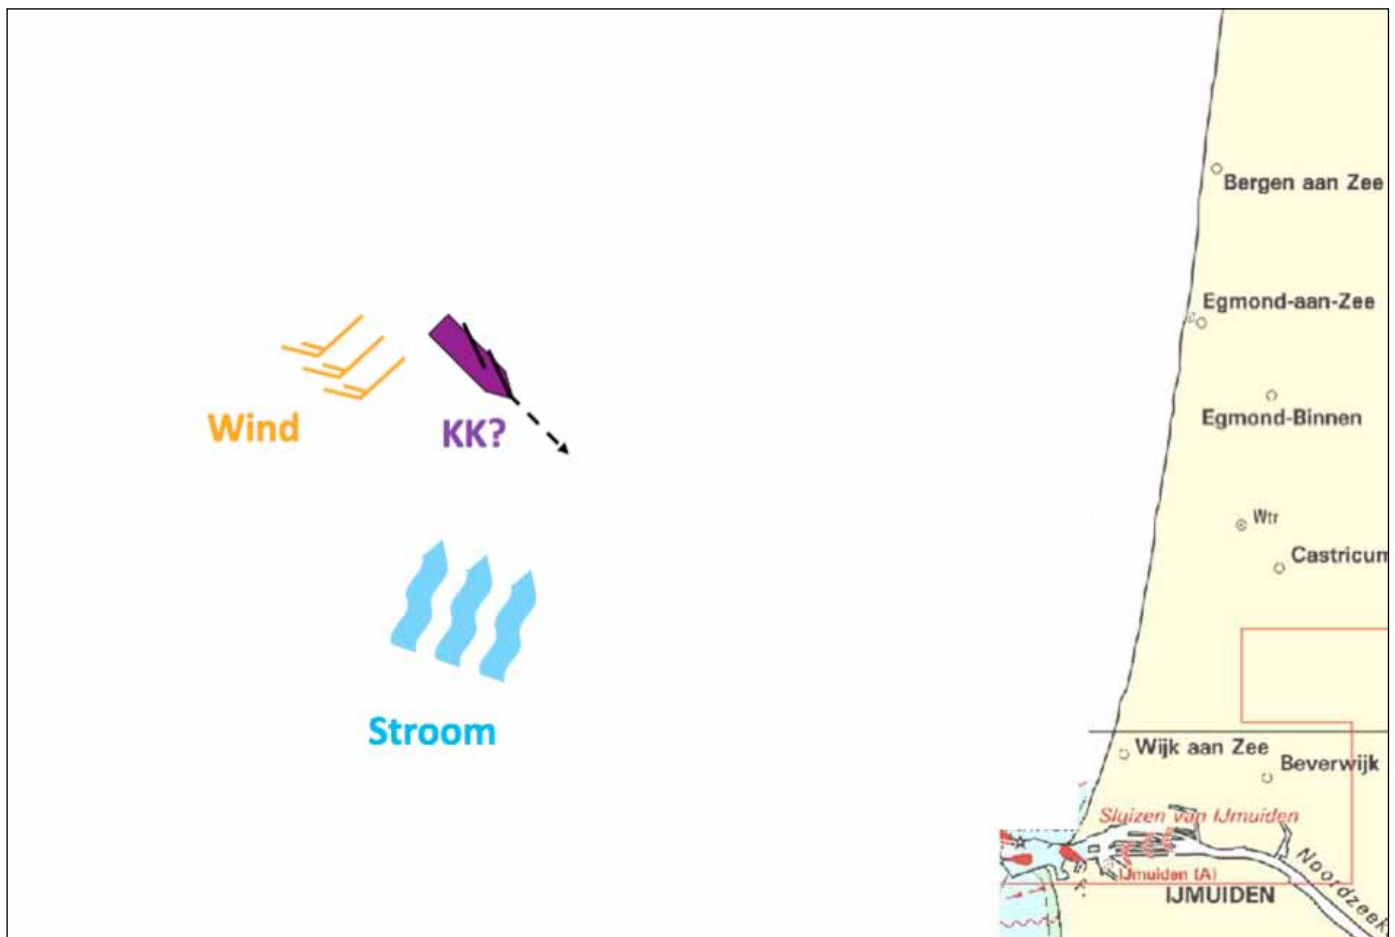 Bergen aan Zee
Egmond-aan-Zee
Wind
KK?
Egmond-Binnen
Wtr
Castricum
Stroom
Wijk aan Zee
Beverwijk
Sluizen van IJmuiden
IJmuiden (A)
IJMUIDEN